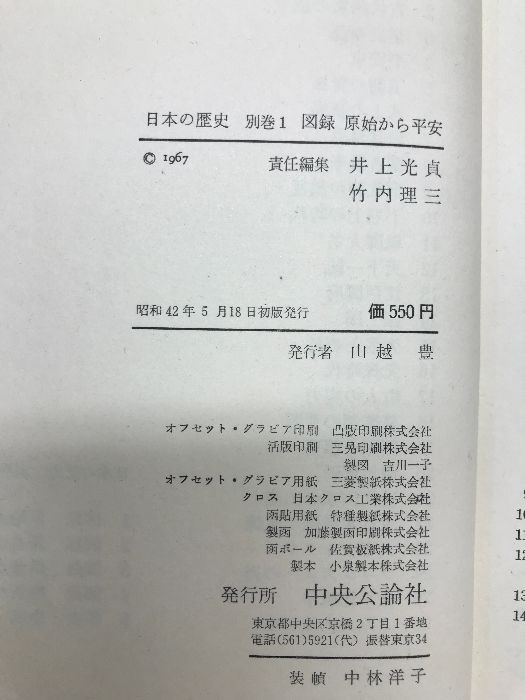 日本の歴史 別巻1 図録 原始から平安
© 1967 責任編集 井上光貞
竹内理三
昭和42年5月18日初版発行 価550円
発行者 山越 豊
オフセット・グラビア印刷 凸版印刷株式会社
活版印刷 三晃印刷株式会社
製図 吉川一子
オフセット・グラビア用紙 三菱製紙株式会社
クロス 日本クロス工業株式会社
函貼用紙 特種製紙株式会社
製函 加藤製函印刷株式会社
函ボール 佐賀板紙株式会社
製本 小泉製本株式会社
発行所 中央公論社
東京都中央区京橋2丁目1番地
電話(561)5921(代) 振替東京34
装幀 中林洋子
10
11
12
13
14